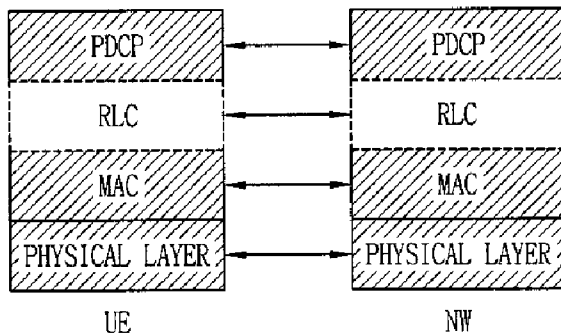 PDCP PDCP
RLC RLC
MAC MAC
PHYSICAL LAYER PHYSICAL LAYER
UE NW